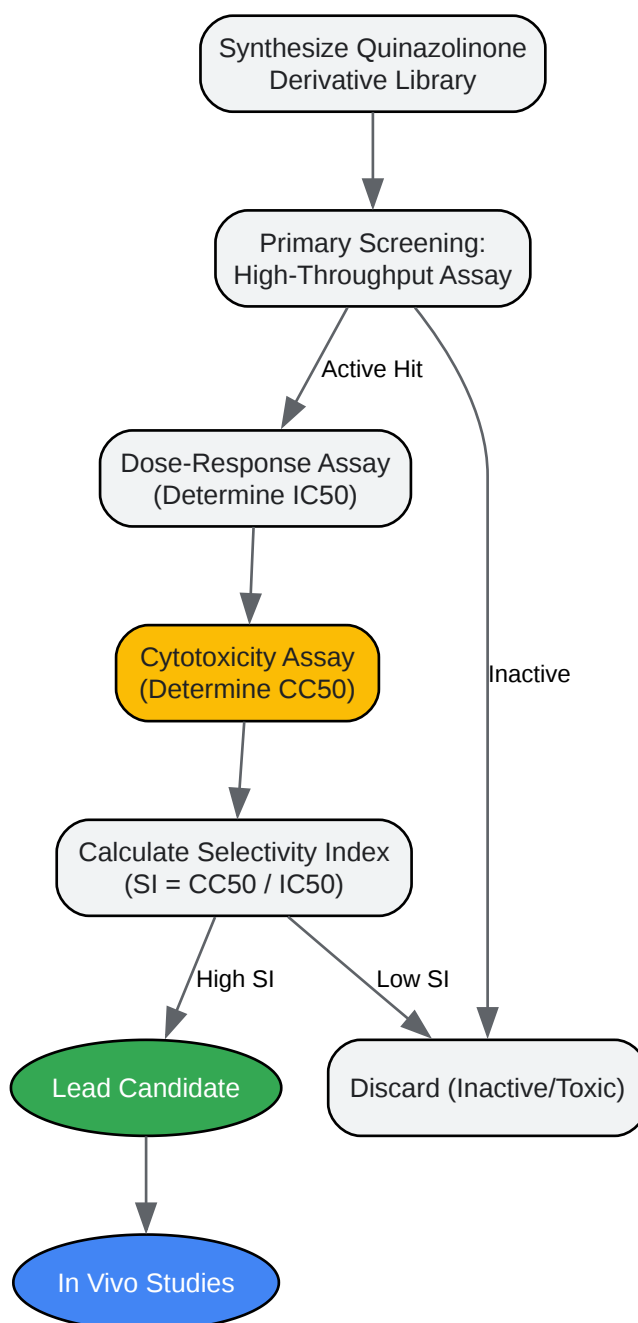 Synthesize Quinazolinone
Derivative Library
Primary Screening:
High-Throughput Assay
Active Hit
Dose-Response Assay
(Determine IC50)
Cytotoxicity Assay
(Determine CC50)
Inactive
Calculate Selectivity Index
(SI = CC50 / IC50)
High SI
Low SI
Lead Candidate
Discard (Inactive/Toxic)
In Vivo Studies